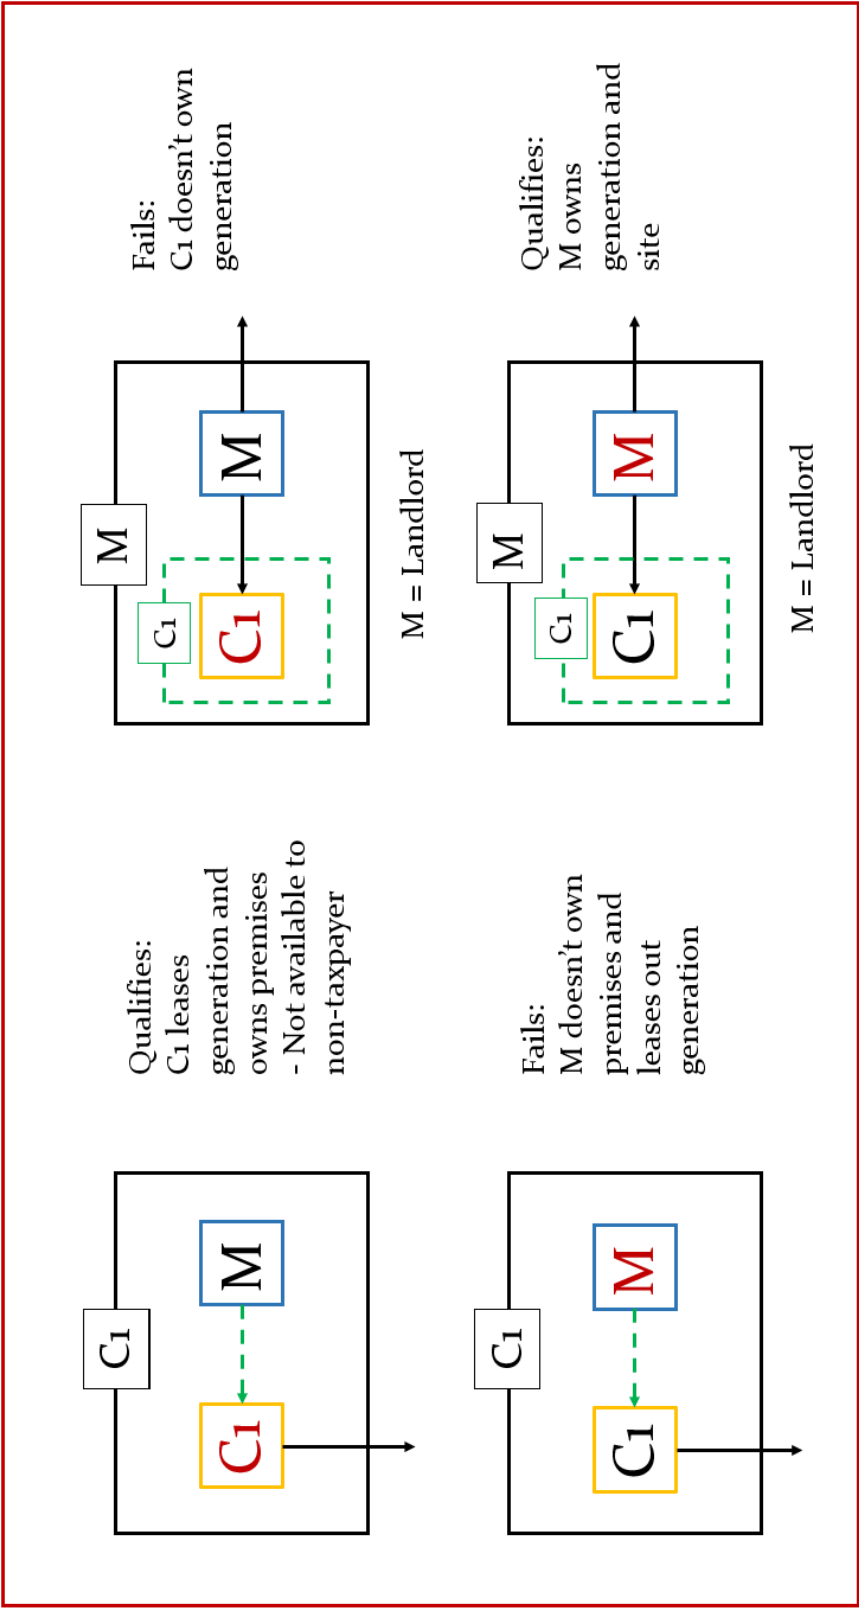 C1
C1
M
Qualifies:
C1 leases
generation and
owns premises
- Not available to
non-taxpayer
M
C1
C1
M
M = Landlord
Fails:
C1 doesn't own
generation
C1
C1
M
Fails:
M doesn't own
premises and
leases out
generation
M
C1
C1
M
M = Landlord
Qualifies:
M owns
generation and
site